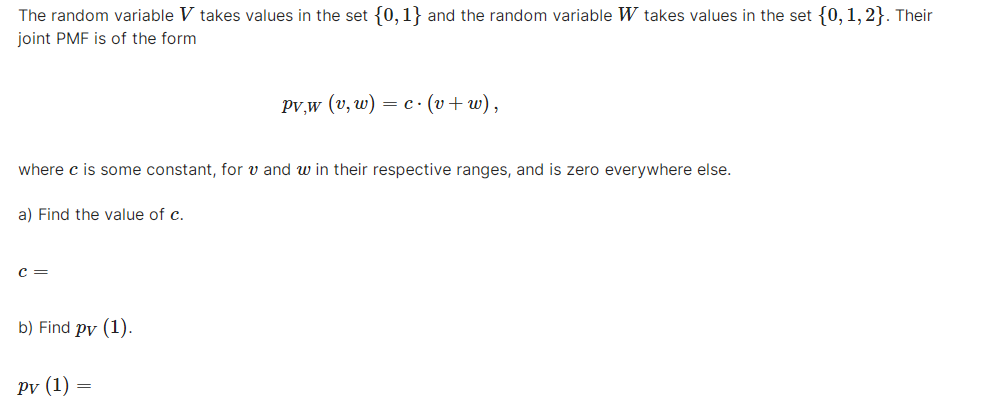 The random variable V takes values in the set {0, 1} and the random variable W takes values in the set {0, 1, 2}. Their
joint PMF is of the form
p_{V,W} (v, w) = c · (v + w) ,
where c is some constant, for v and w in their respective ranges, and is zero everywhere else.
a) Find the value of c.
c =
b) Find p_V (1).
p_V (1) =